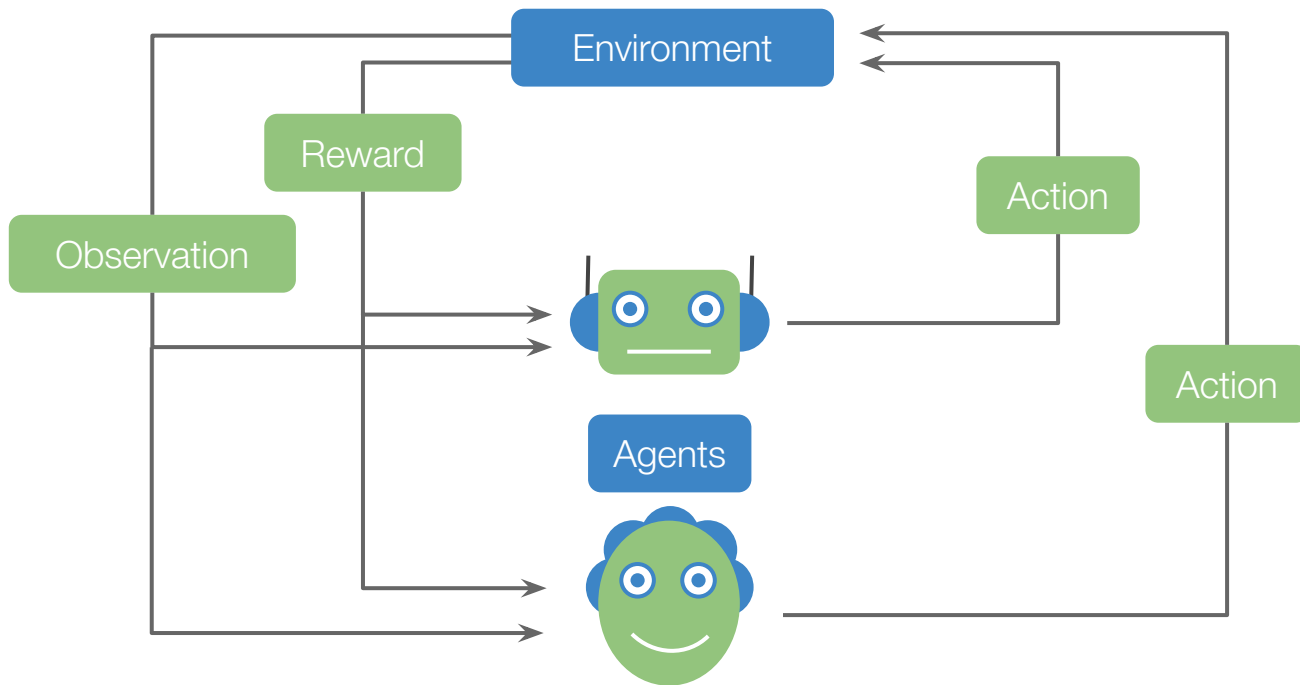 Environment
Reward
Action
Observation
Action
Agents